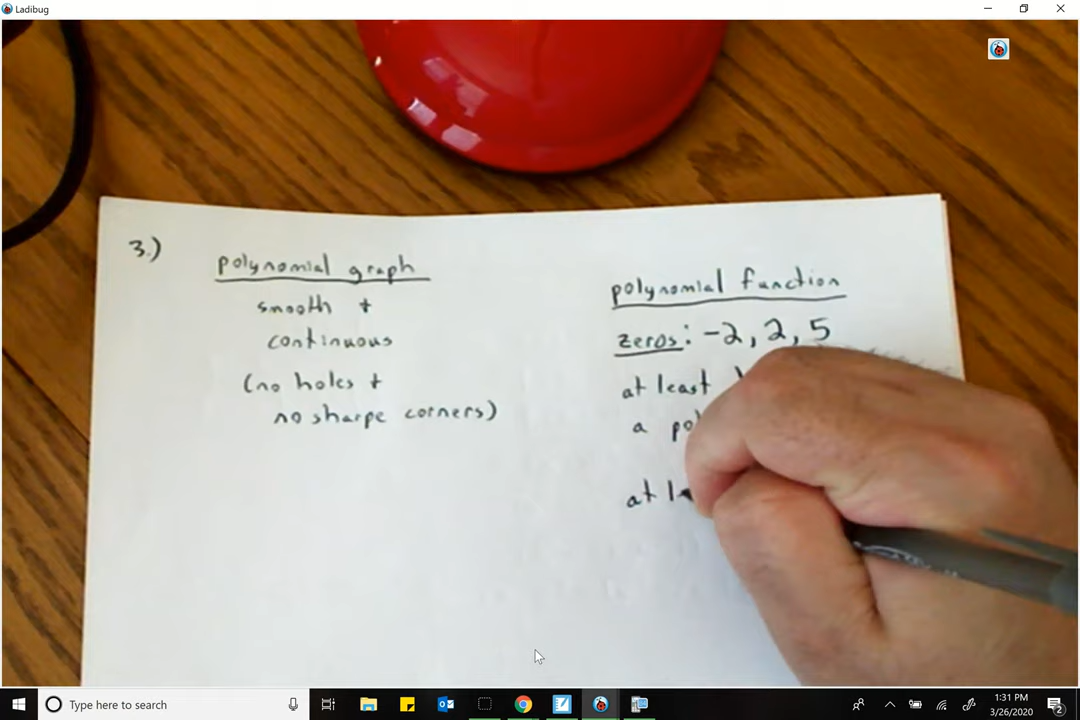 Ladibug
3.)
polynomial graph
smooth +
continuous
(no holes +
no sharpe corners)
polynomial function
zeros: -2, 2, 5
at least
a
at
Type here to search
1:31 PM
3/26/2020
2